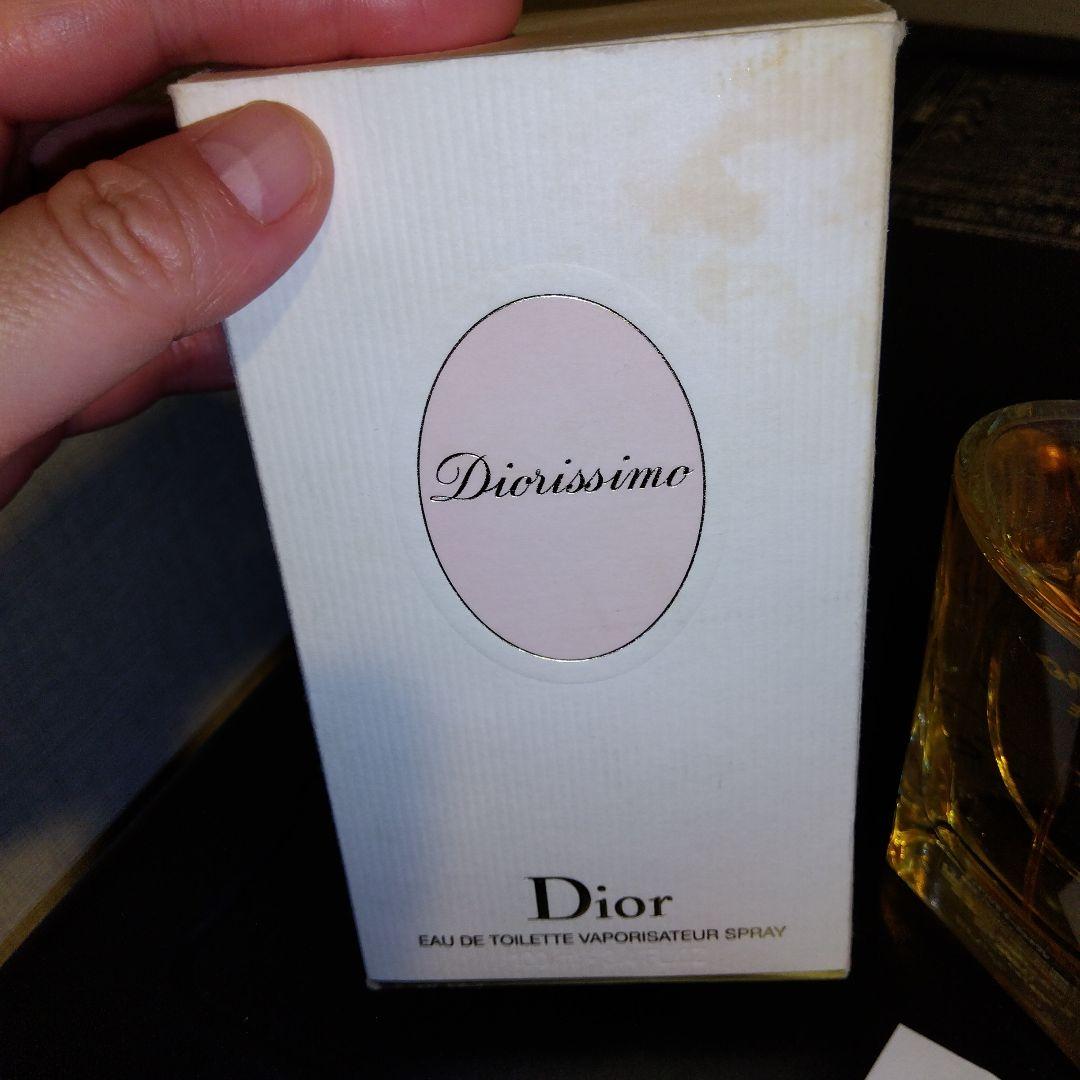 Diorissimo
Dior
EAU DE TOILETTE VAPORISATEUR SPRAY